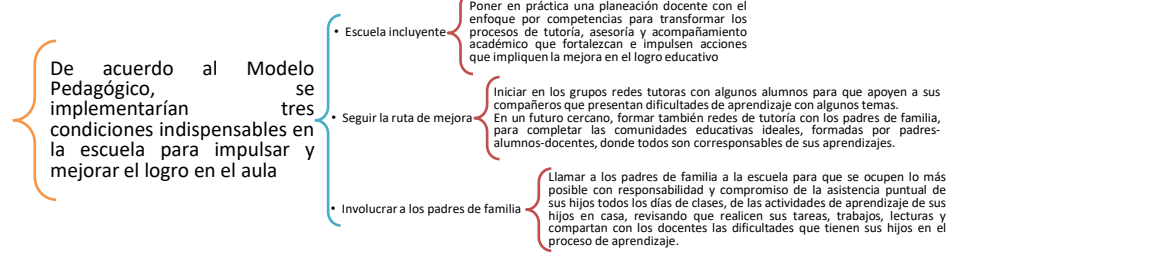 De acuerdo al Modelo
Pedagógico, se
implementarían tres
condiciones indispensables en
la escuela para impulsar y
mejorar el logro en el aula
• Escuela incluyente
Poner en práctica una planeación docente con el
enfoque por competencias para transformar los
procesos de tutoría, asesoría y acompañamiento
académico que fortalezcan e impulsen acciones
que impliquen la mejora en el logro educativo
• Seguir la ruta de mejora
Iniciar en los grupos redes tutoras con algunos alumnos para que apoyen a sus
compañeros que presentan dificultades de aprendizaje con algunos temas.
En un futuro cercano, formar también redes de tutoría con los padres de familia,
para completar las comunidades educativas ideales, formadas por padres-
alumnos-docentes, donde todos son corresponsables de sus aprendizajes.
• Involucrar a los padres de familia
Llamar a los padres de familia a la escuela para que se ocupen lo más
posible con responsabilidad y compromiso de la asistencia puntual de
sus hijos todos los días de clases, de las actividades de aprendizaje de sus
hijos en casa, revisando que realicen sus tareas, trabajos, lecturas y
compartan con los docentes las dificultades que tienen sus hijos en el
proceso de aprendizaje.